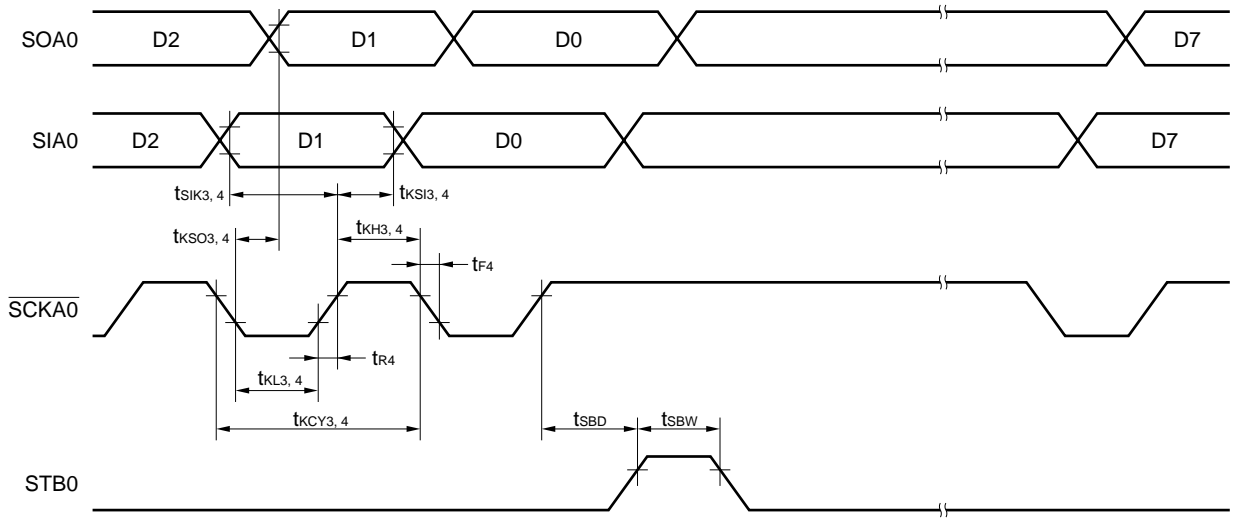 SOA0 D2 D1 D0 D7
SIA0 D2 D1 D0 D7
tSIK3, 4 tKSI3, 4
tKSO3, 4 tKH3, 4
tF4
SCKA0
tR4
tKL3, 4
tKCY3, 4 tSBD tSBW
STB0